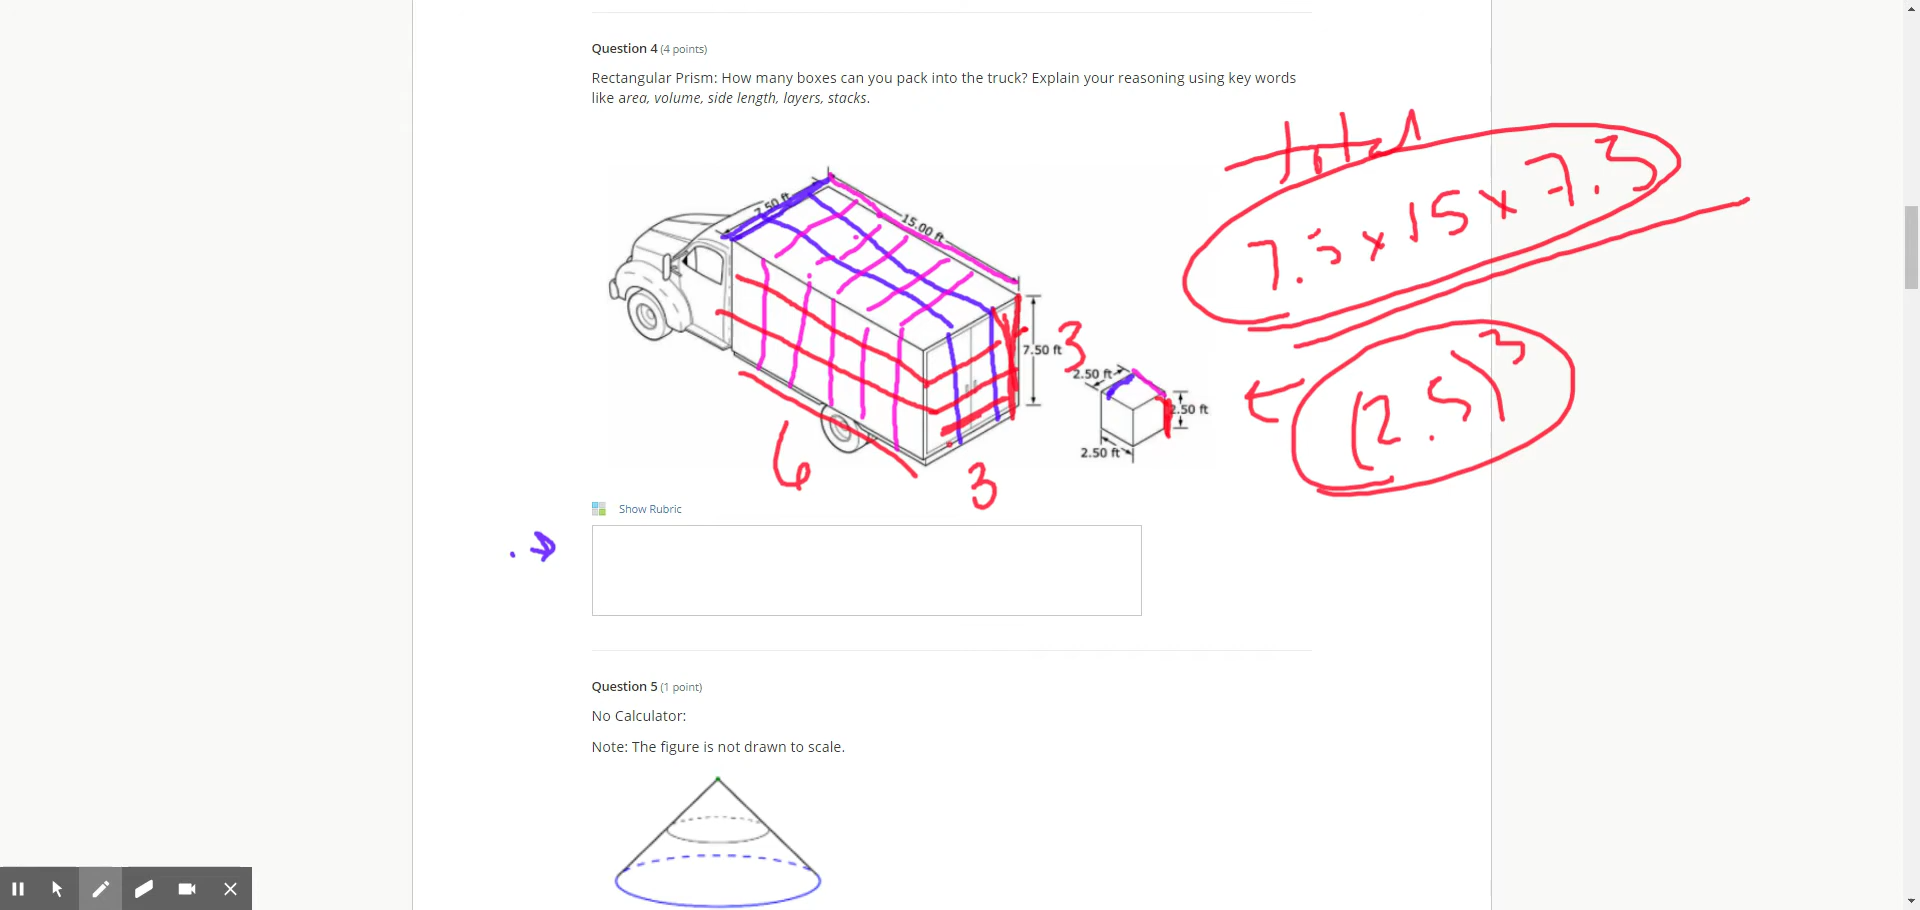 Question 4 (4 points)
Rectangular Prism: How many boxes can you pack into the truck? Explain your reasoning using key words
like area, volume, side length, layers, stacks.
total
7.5 x 15 x 7.5
7.50 ft
15.00 ft
7.50 ft
3
2.50 ft
2.50 ft
2.50 ft
(2.5)³
6
3
Show Rubric
Question 5 (1 point)
No Calculator:
Note: The figure is not drawn to scale.